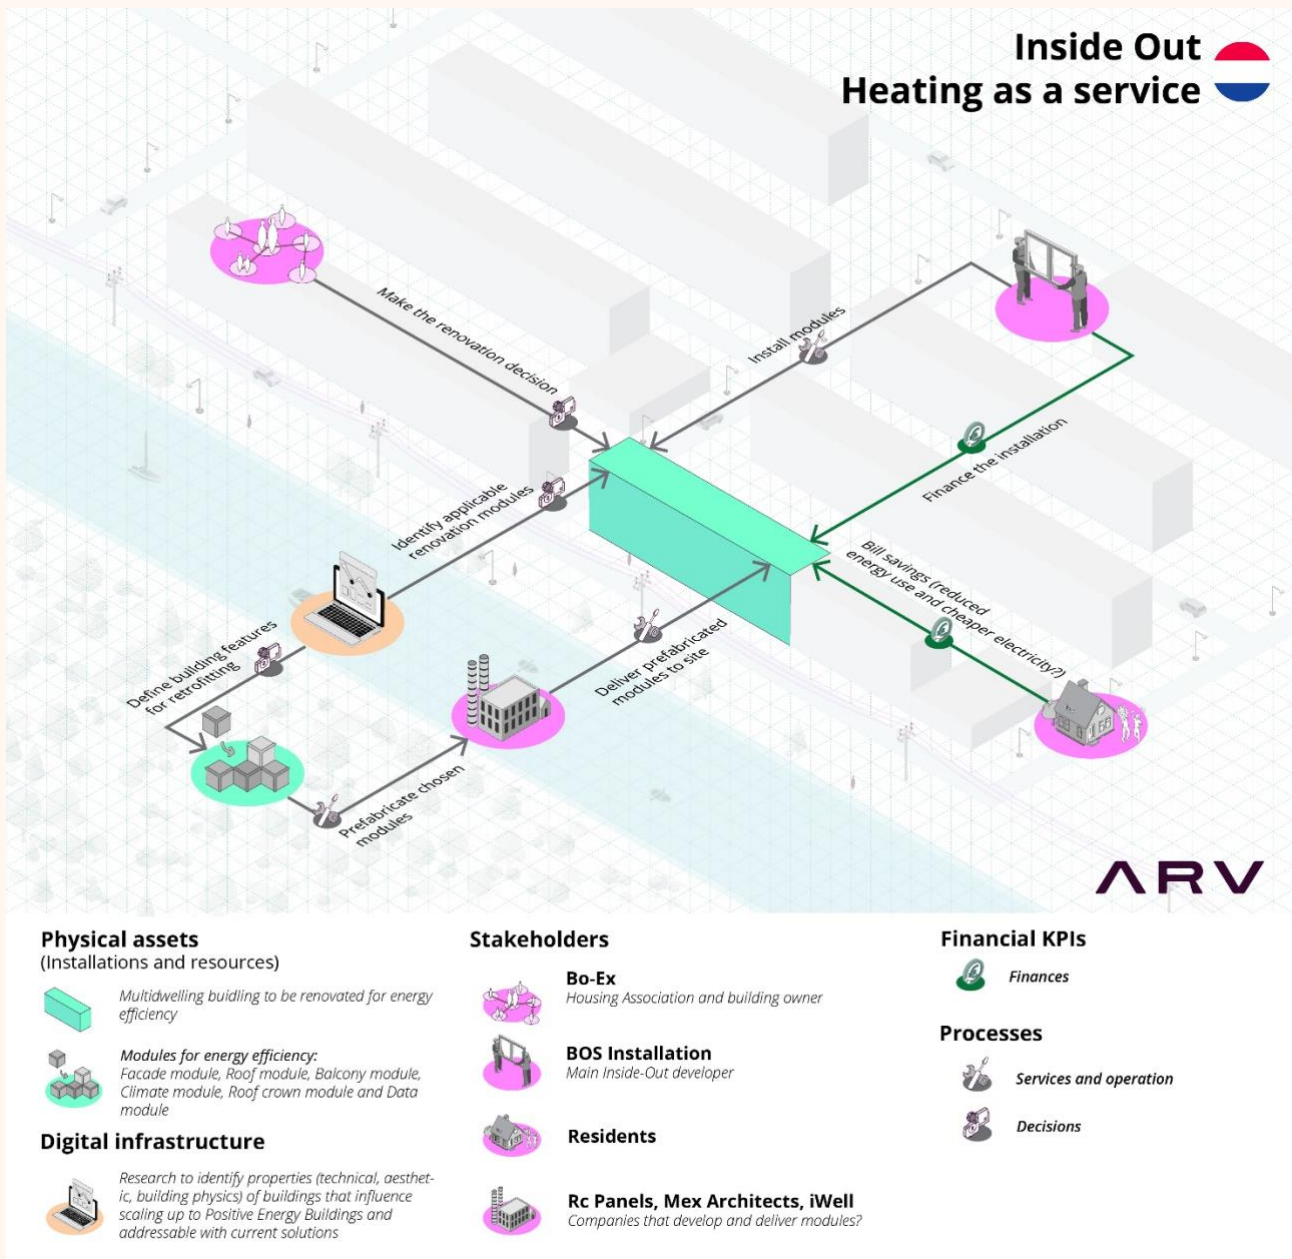 Inside Out
Heating as a service
Make the renovation decision
Install modules
Finance the installation
Identify applicable
renovation modules
Bill savings (reduced
energy use and cheaper electricity?)
Define building features
for retrofitting
Deliver prefabricated
modules to site
Prefabricate chosen
modules
ARV
Physical assets
(Installations and resources)
Multidwelling buidling to be renovated for energy
efficiency
Modules for energy efficiency:
Facade module, Roof module, Balcony module,
Climate module, Roof crown module and Data
module
Digital infrastructure
Research to identify properties (technical, aesthet-
ic, building physics) of buildings that influence
scaling up to Positive Energy Buildings and
addressable with current solutions
Stakeholders
Bo-Ex
Housing Association and building owner
BOS Installation
Main Inside-Out developer
Residents
Rc Panels, Mex Architects, iWell
Companies that develop and deliver modules?
Financial KPIs
Finances
Processes
Services and operation
Decisions